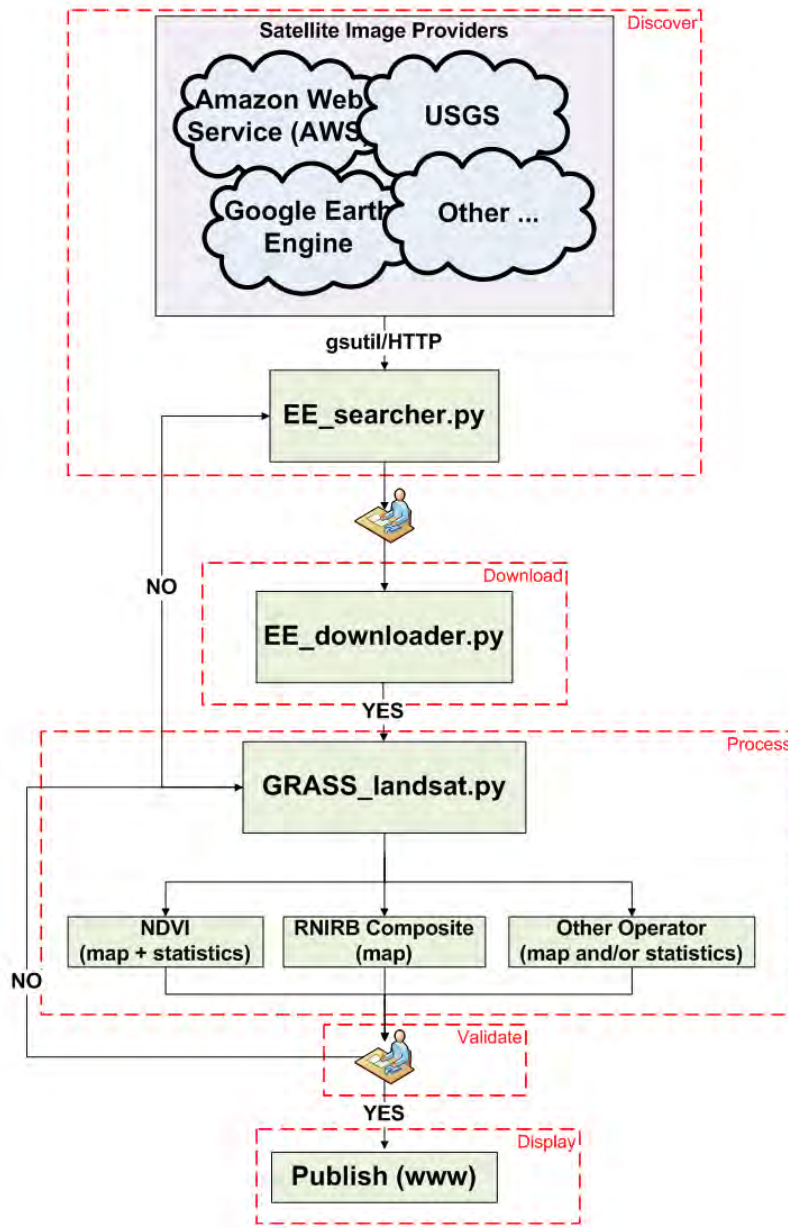 Discover
Satellite Image Providers
Amazon Web
Service (AWS)
USGS
Google Earth
Engine
Other ...
gsutil/HTTP
EE_searcher.py
NO
Download
EE_downloader.py
YES
Process
GRASS_landsat.py
NDVI
(map + statistics)
RNIRB Composite
(map)
Other Operator
(map and/or statistics)
NO
Validate
YES
Display
Publish (www)